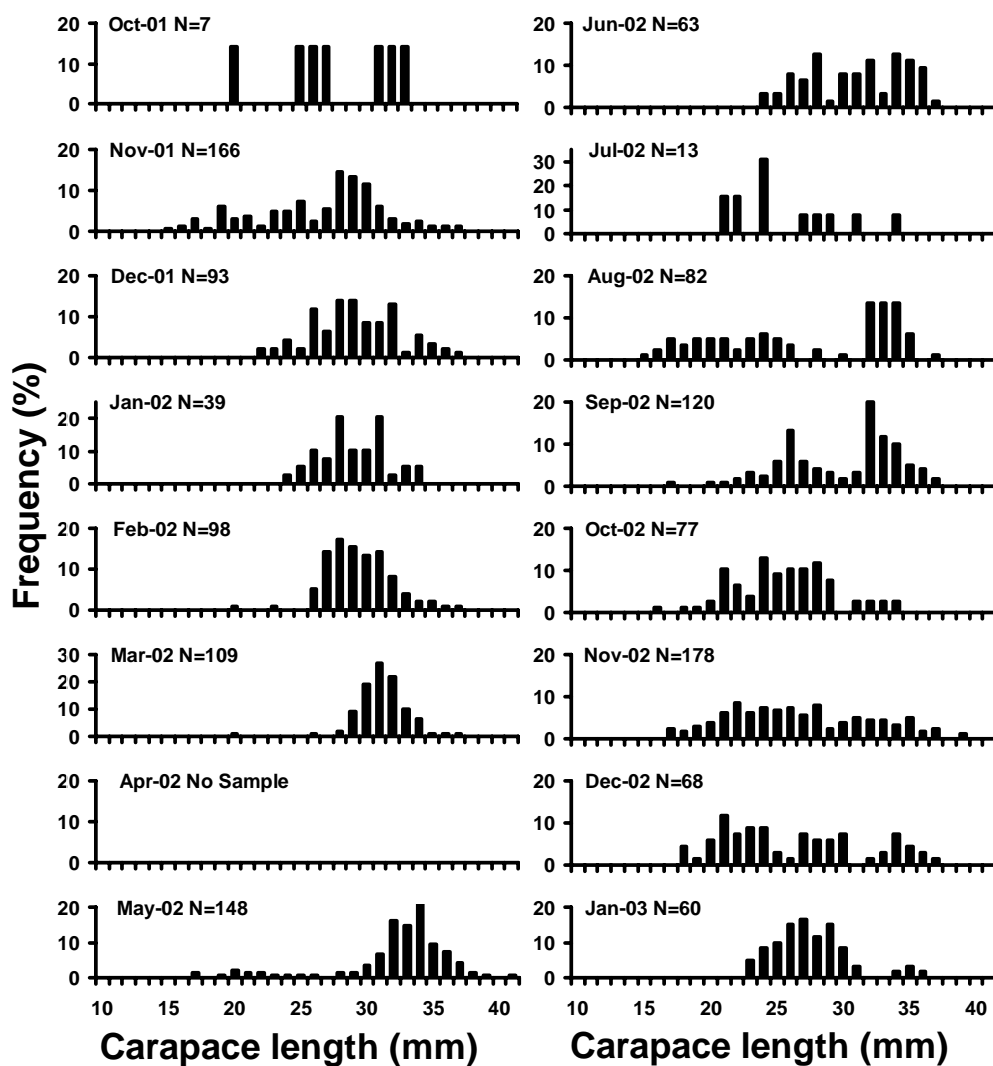 Frequency (%)
Oct-01 N=7
20
10
0
Nov-01 N=166
20
10
0
Dec-01 N=93
20
10
0
Jan-02 N=39
20
10
0
Feb-02 N=98
20
10
0
Mar-02 N=109
30
20
10
0
Apr-02 No Sample
20
10
0
May-02 N=148
20
10
0
10 15 20 25 30 35 40
Carapace length (mm)
Jun-02 N=63
20
10
0
Jul-02 N=13
30
20
10
0
Aug-02 N=82
20
10
0
Sep-02 N=120
20
10
0
Oct-02 N=77
20
10
0
Nov-02 N=178
20
10
0
Dec-02 N=68
20
10
0
Jan-03 N=60
20
10
0
10 15 20 25 30 35 40
Carapace length (mm)